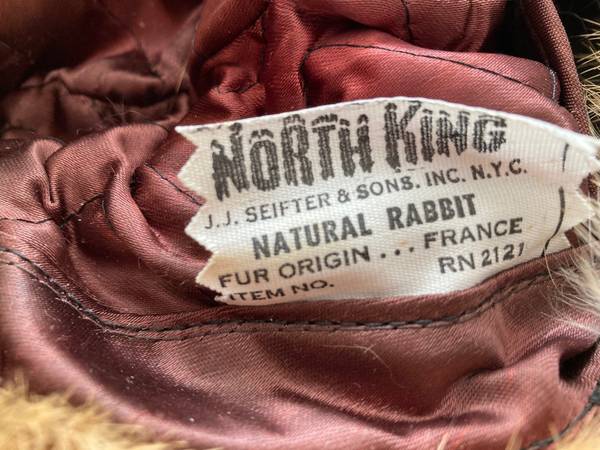 NORTH KING
J.J. SEIFTER & SONS. INC. N.Y.C.
NATURAL RABBIT
FUR ORIGIN ... FRANCE
ITEM NO. RN 2121